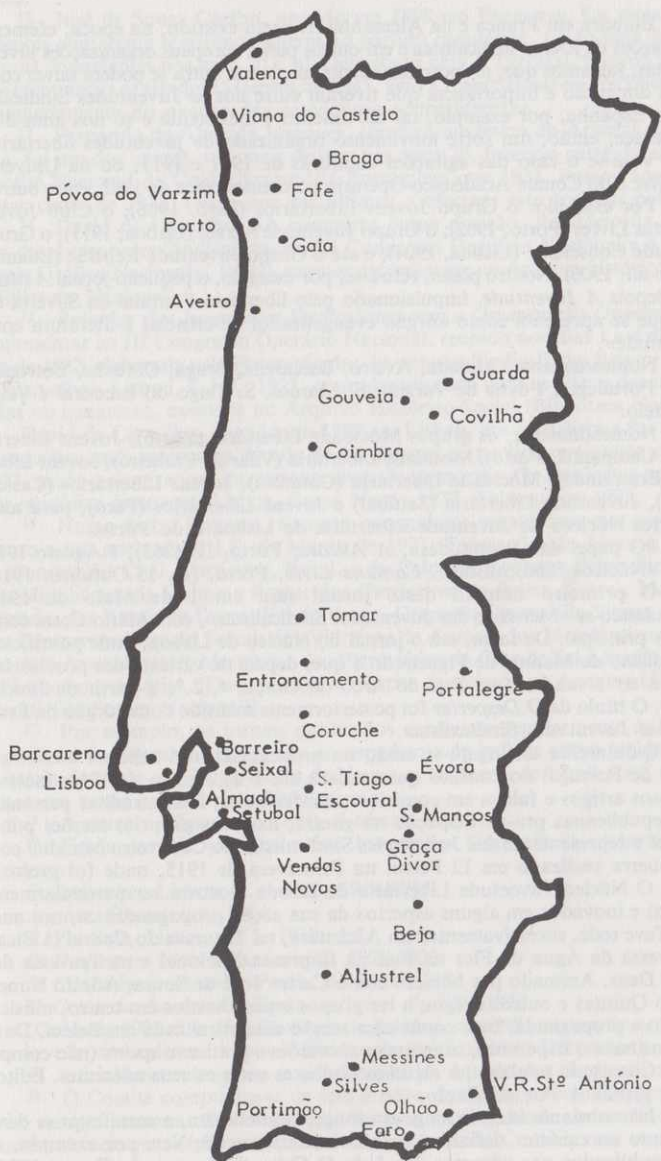 Valença
Viana do Castelo
Braga
Póvoa do Varzim
Fafe
Porto
Gaia
Aveiro
Guarda
Gouveia
Covilhã
Coimbra
Tomar
Entroncamento
Portalegre
Coruche
Barreiro
Barcarena
Seixal
Évora
Lisboa
S. Tiago
Escoural
Almada
Setubal
S. Manços
Graça
Divor
Vendas
Novas
Beja
Aljustrel
Messines
Silves
V.R.Stº António
Portimão
Olhão
Faro